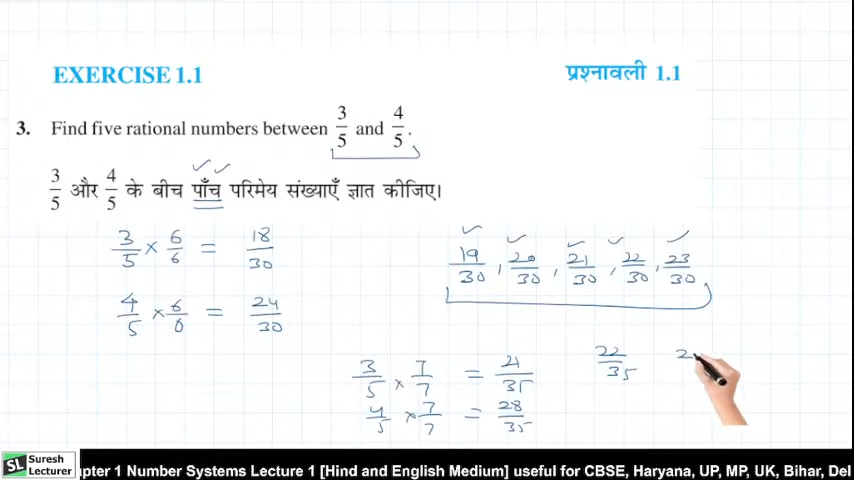 EXERCISE 1.1 प्रश्नावली 1.1
3. Find five rational numbers between 3/5 and 4/5.
3/5 और 4/5 के बीच पाँच परिमेय संख्याएँ ज्ञात कीजिए।
3/5 × 6/6 = 18/30
4/5 × 6/6 = 24/30
19/30, 20/30, 21/30, 22/30, 23/30
3/5 × 7/7 = 21/35
4/5 × 7/7 = 28/35
22/35 2
SL Suresh Lecturer
apter 1 Number Systems Lecture 1 [Hind and English Medium] useful for CBSE, Haryana, UP, MP, UK, Bihar, Del